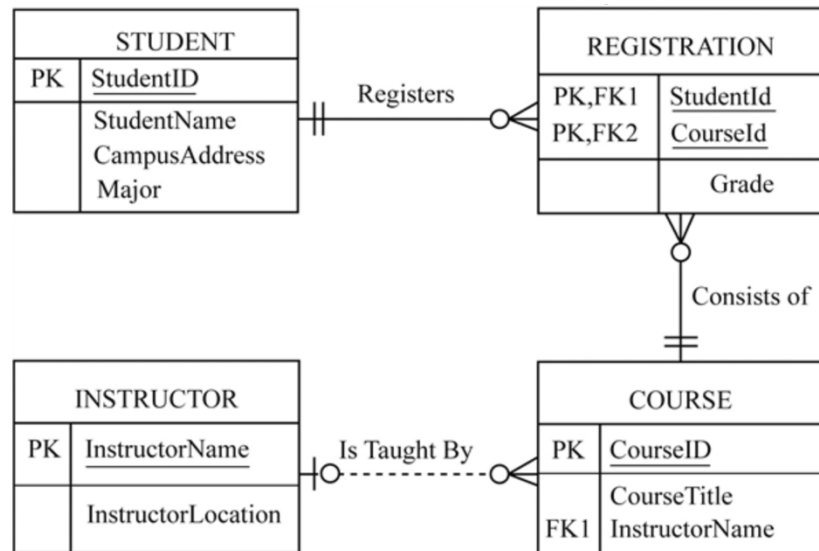 STUDENT
PK StudentID
StudentName
CampusAddress
Major
Registers
REGISTRATION
PK,FK1 StudentId
PK,FK2 CourseId
Grade
Consists of
INSTRUCTOR
PK InstructorName
InstructorLocation
Is Taught By
COURSE
PK CourseID
CourseTitle
FK1 InstructorName